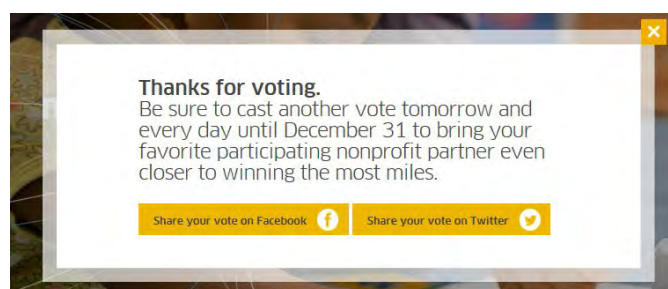 Thanks for voting.
Be sure to cast another vote tomorrow and
every day until December 31 to bring your
favorite participating nonprofit partner even
closer to winning the most miles.
Share your vote on Facebook
Share your vote on Twitter